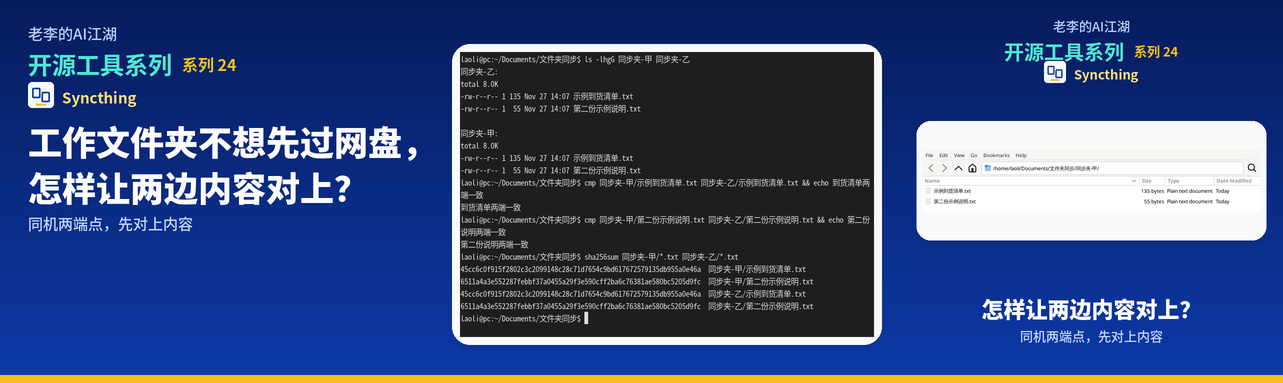 老李的AI江湖
开源工具系列 系列 24
Syncthing
工作文件夹不想先过网盘，
怎样让两边内容对上？
同机两端点，先对上内容
laoli@pc:~/Documents/文件夹同步$ ls -lhgG 同步夹-甲 同步夹-乙
同步夹-乙:
total 8.0K
-rw-r--r-- 1 135 Nov 27 14:07 示例到货清单.txt
-rw-r--r-- 1  55 Nov 27 14:07 第二份示例说明.txt
同步夹-甲:
total 8.0K
-rw-r--r-- 1 135 Nov 27 14:07 示例到货清单.txt
-rw-r--r-- 1  55 Nov 27 14:07 第二份示例说明.txt
laoli@pc:~/Documents/文件夹同步$ cmp 同步夹-甲/示例到货清单.txt 同步夹-乙/示例到货清单.txt && echo 到货清单两
端一致
到货清单两端一致
laoli@pc:~/Documents/文件夹同步$ cmp 同步夹-甲/第二份示例说明.txt 同步夹-乙/第二份示例说明.txt && echo 第二份
说明两端一致
第二份说明两端一致
laoli@pc:~/Documents/文件夹同步$ sha256sum 同步夹-甲/*.txt 同步夹-乙/*.txt
45cc6c0f915f2802c3c2099148c28c71d7654c9bd617672579135db955a0e46a  同步夹-甲/示例到货清单.txt
6511a4a3e552287febbf37a0455a29f3e590cff2ba6c76381ae580bc5205d9fc  同步夹-甲/第二份示例说明.txt
45cc6c0f915f2802c3c2099148c28c71d7654c9bd617672579135db955a0e46a  同步夹-乙/示例到货清单.txt
6511a4a3e552287febbf37a0455a29f3e590cff2ba6c76381ae580bc5205d9fc  同步夹-乙/第二份示例说明.txt
laoli@pc:~/Documents/文件夹同步$
老李的AI江湖
开源工具系列 系列 24
Syncthing
File Edit View Go Bookmarks Help
/home/laoli/Documents/文件夹同步/同步夹-甲/
Name Size Type Date Modified
示例到货清单.txt 135 bytes Plain text document Today
第二份示例说明.txt 55 bytes Plain text document Today
怎样让两边内容对上？
同机两端点，先对上内容